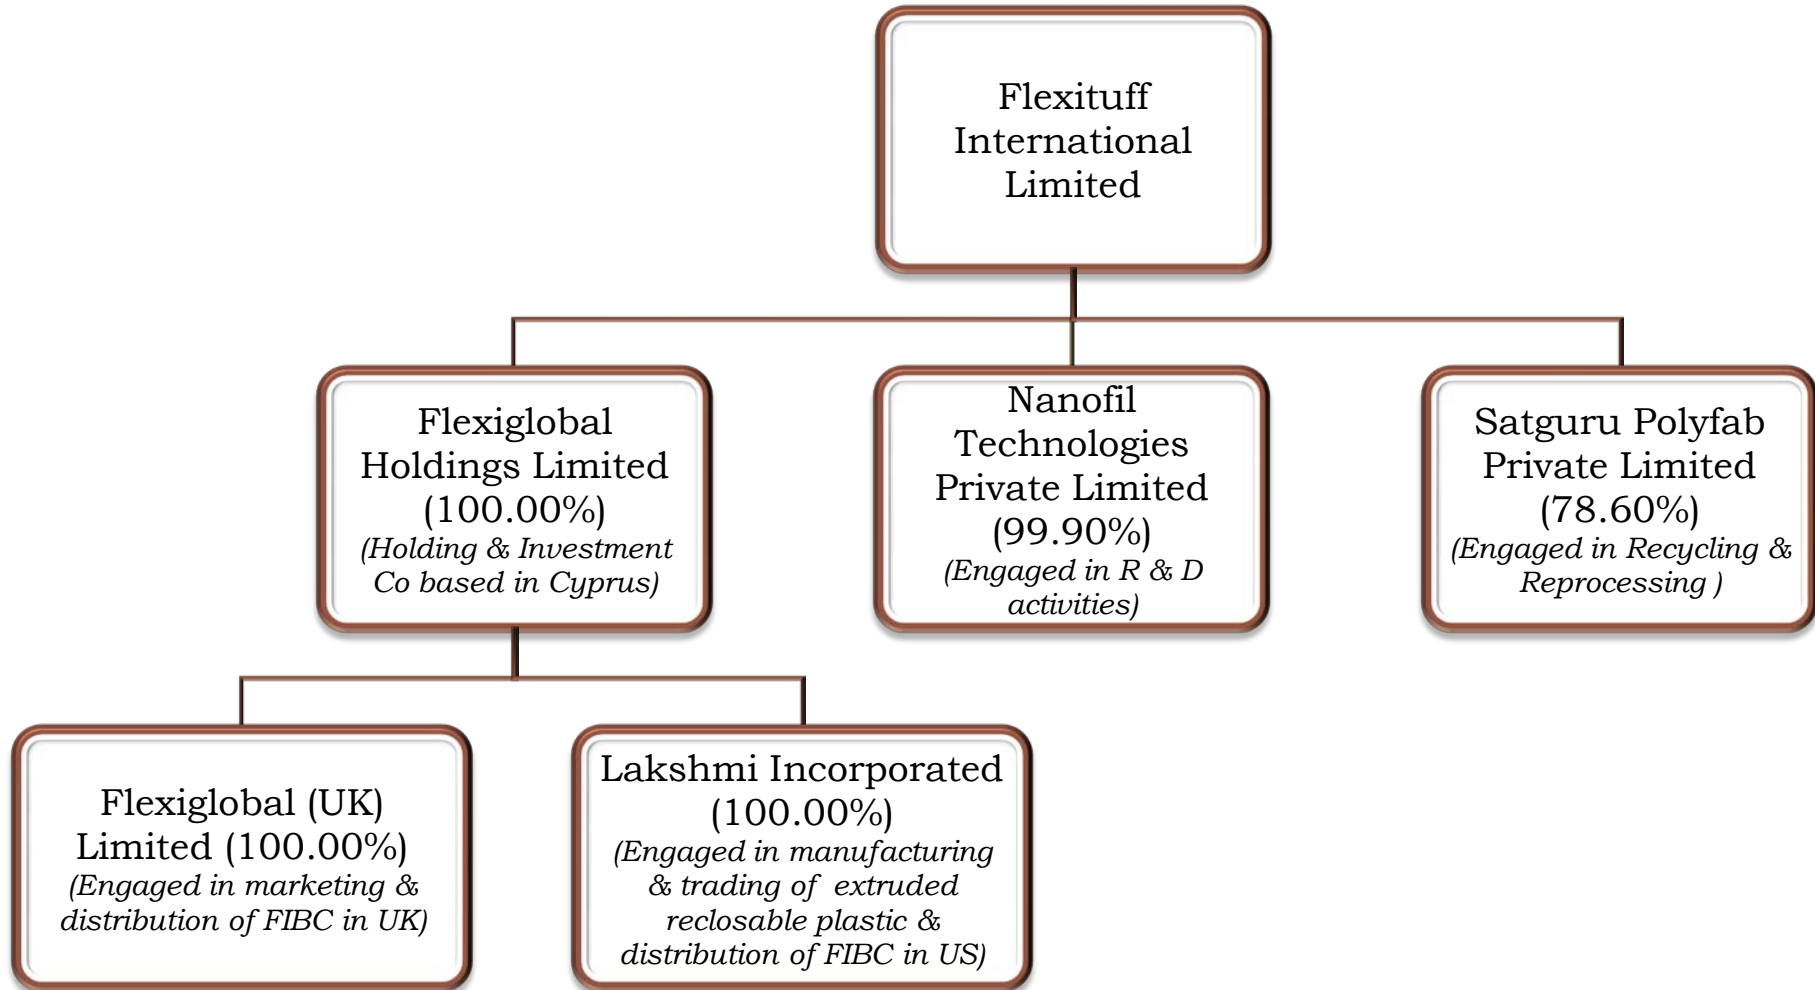 Flexituff
International
Limited
Flexiglobal
Holdings Limited
(100.00%)
(Holding & Investment
Co based in Cyprus)
Nanofil
Technologies
Private Limited
(99.90%)
(Engaged in R & D
activities)
Satguru Polyfab
Private Limited
(78.60%)
(Engaged in Recycling &
Reprocessing )
Flexiglobal (UK)
Limited (100.00%)
(Engaged in marketing &
distribution of FIBC in UK)
Lakshmi Incorporated
(100.00%)
(Engaged in manufacturing
& trading of extruded
reclosable plastic &
distribution of FIBC in US)